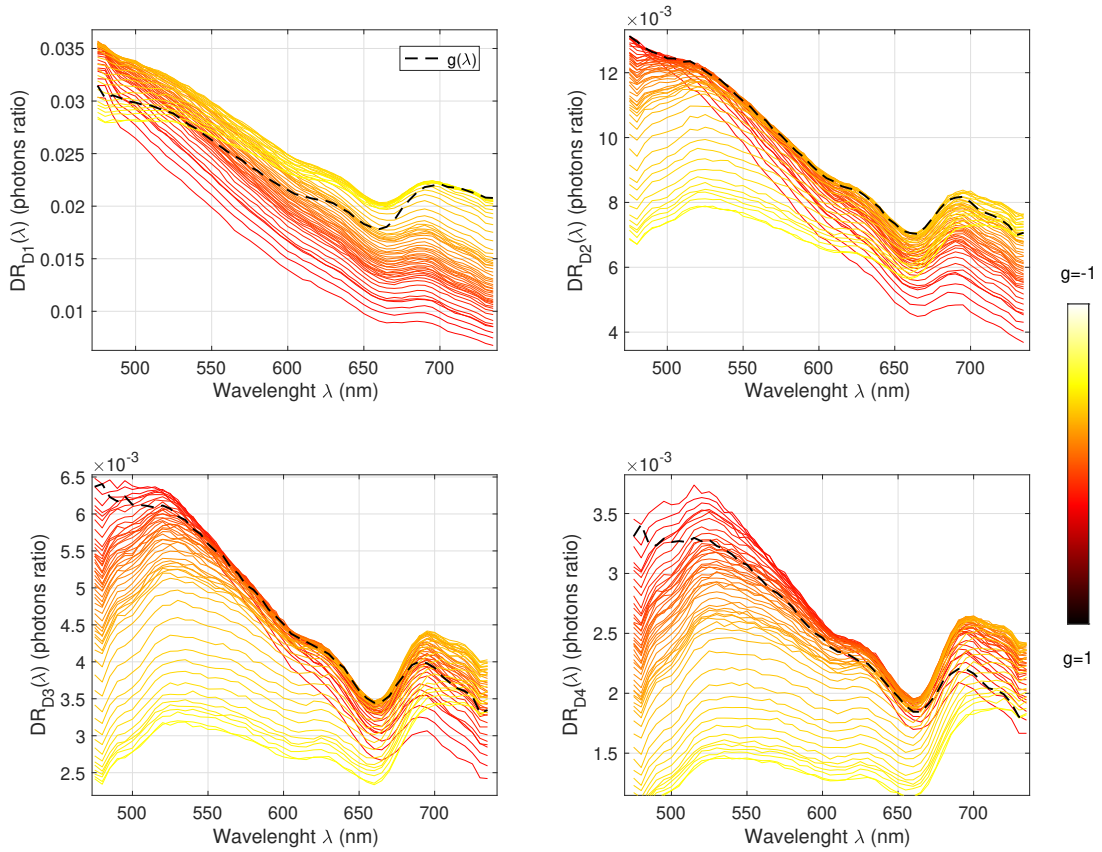 0.035
0.03
0.025
0.02
0.015
0.01
500 550 600 650 700
DR_D1(λ) (photons ratio)
Wavelenght λ (nm)
g(λ)
×10⁻³
12
10
8
6
4
500 550 600 650 700
DR_D2(λ) (photons ratio)
Wavelenght λ (nm)
×10⁻³
6.5
6
5.5
5
4.5
4
3.5
3
2.5
500 550 600 650 700
DR_D3(λ) (photons ratio)
Wavelenght λ (nm)
×10⁻³
3.5
3
2.5
2
1.5
500 550 600 650 700
DR_D4(λ) (photons ratio)
Wavelenght λ (nm)
g=-1
g=1